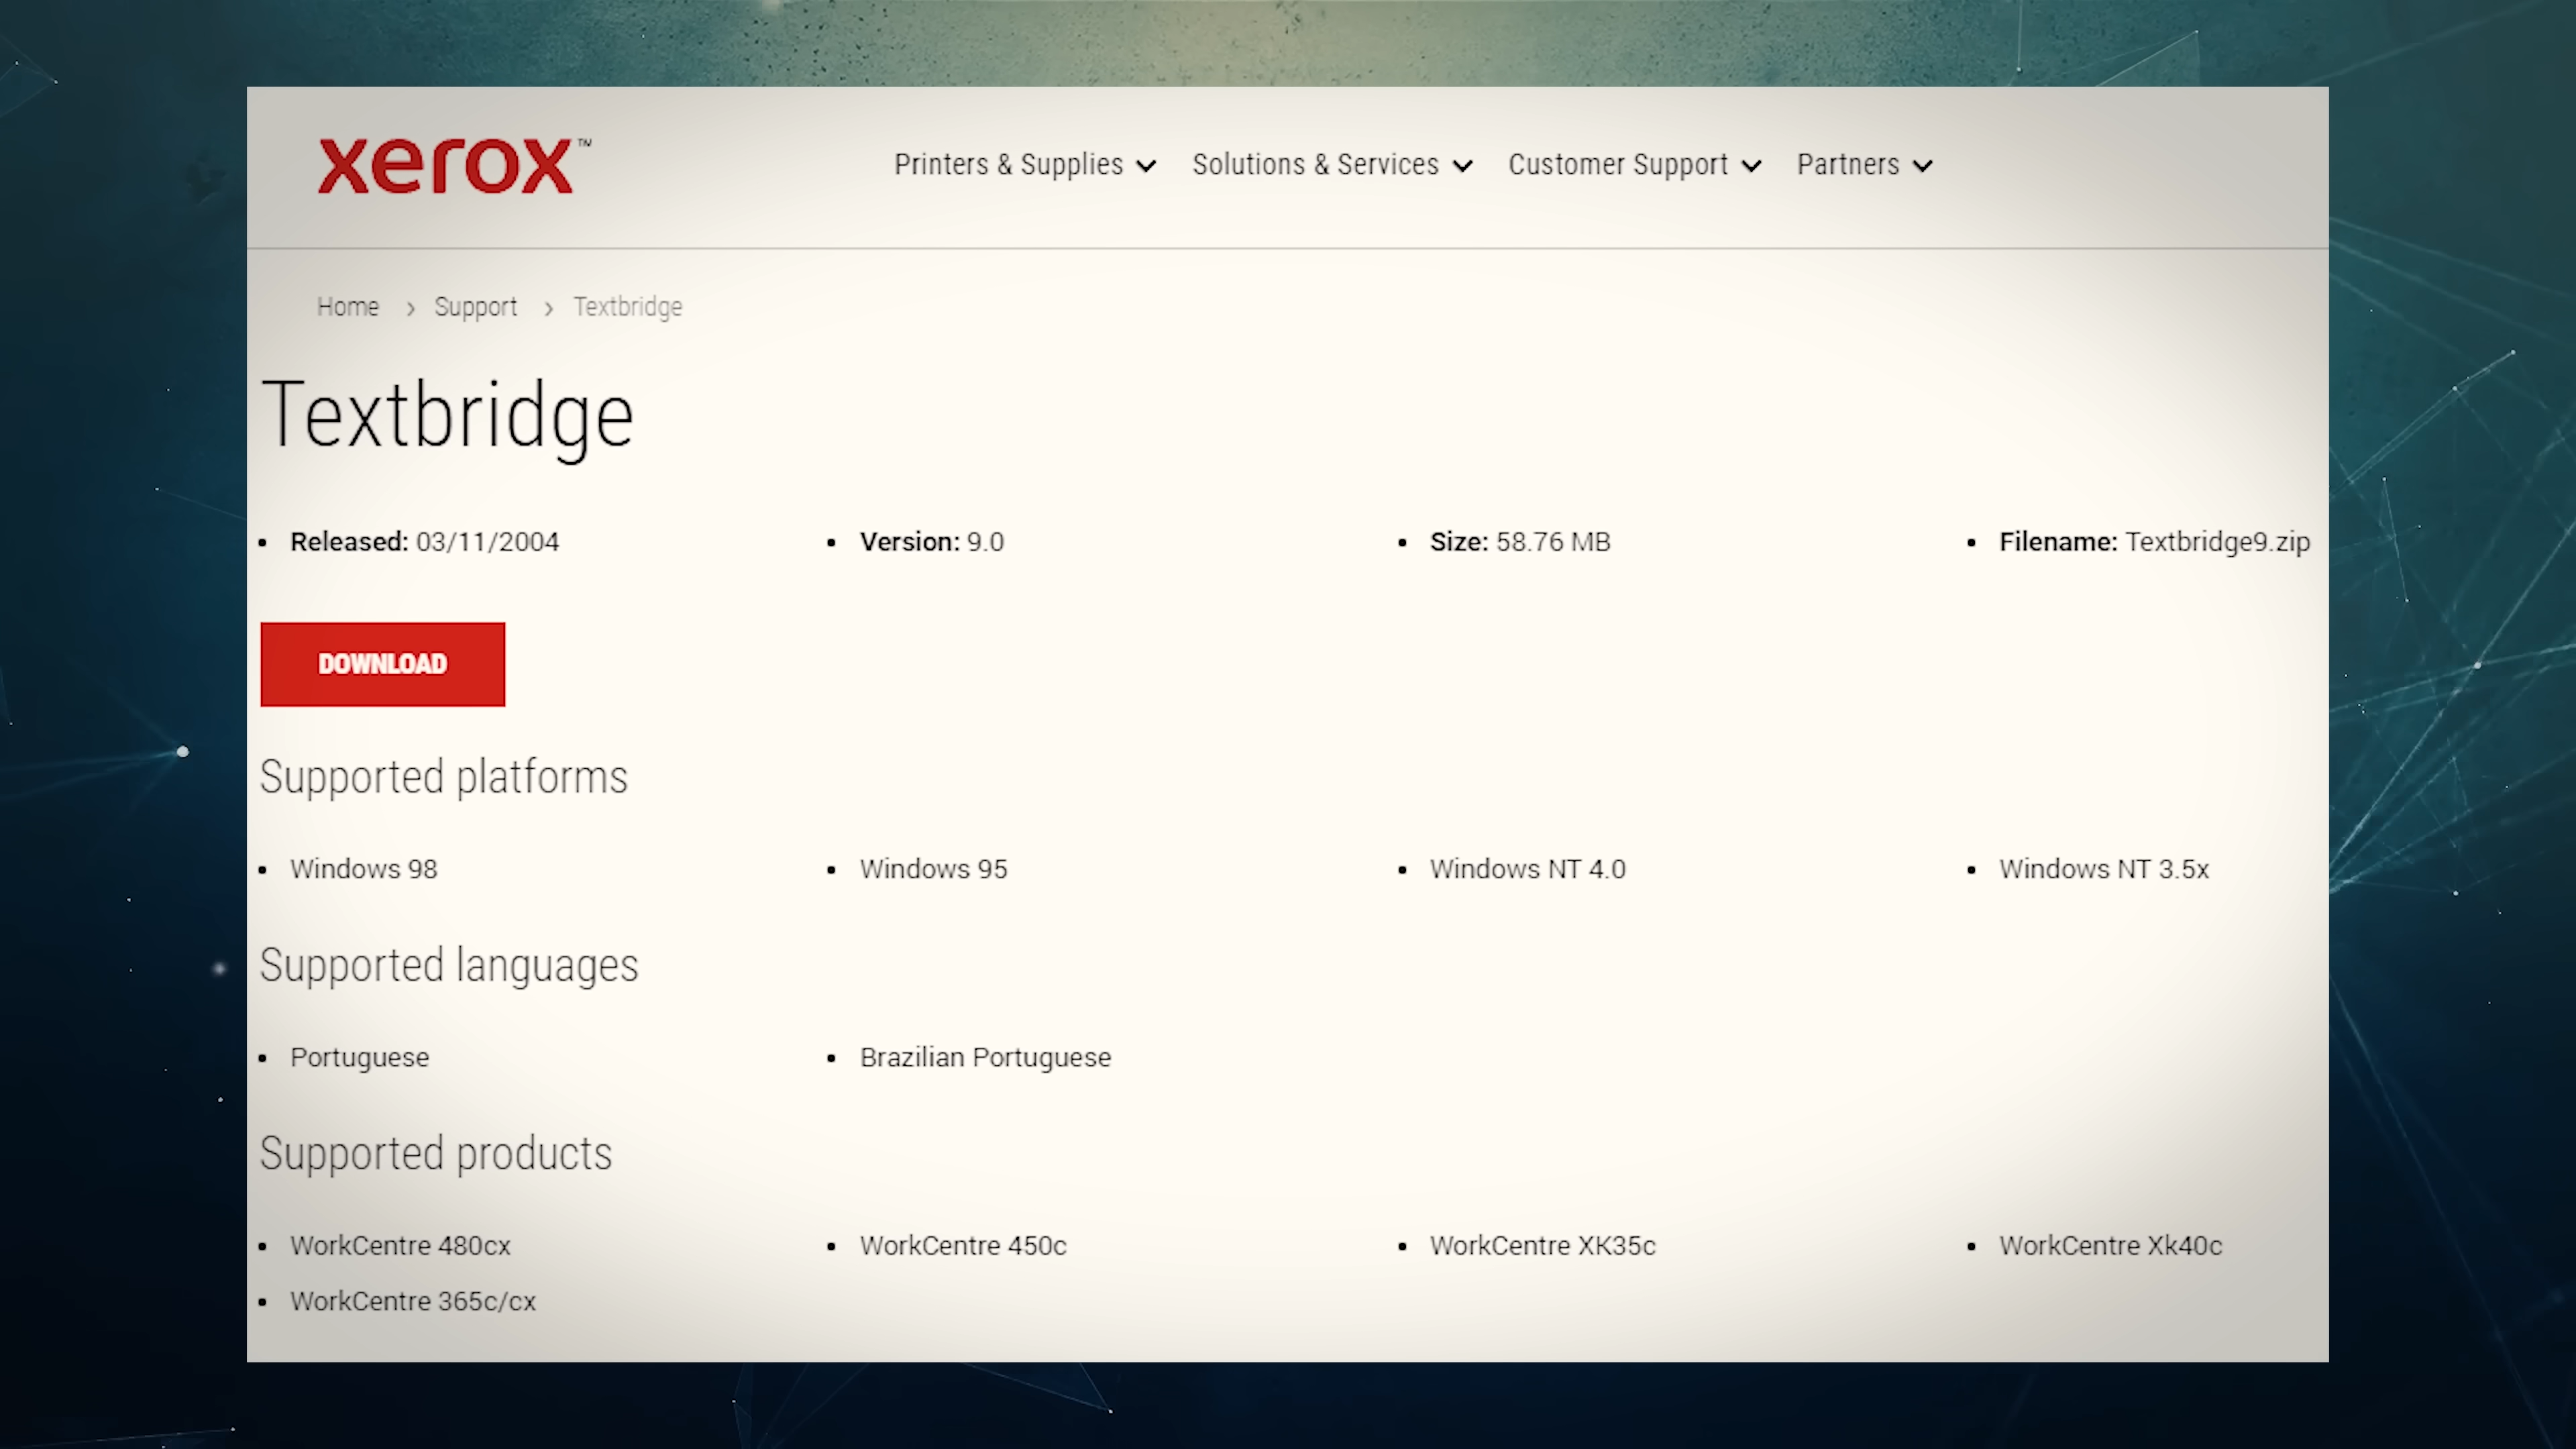 xerox™
Printers & Supplies Solutions & Services Customer Support Partners
Home > Support > Textbridge
Textbridge
• Released: 03/11/2004 • Version: 9.0 • Size: 58.76 MB • Filename: Textbridge9.zip
DOWNLOAD
Supported platforms
• Windows 98 • Windows 95 • Windows NT 4.0 • Windows NT 3.5x
Supported languages
• Portuguese • Brazilian Portuguese
Supported products
• WorkCentre 480cx • WorkCentre 450c • WorkCentre XK35c • WorkCentre Xk40c
• WorkCentre 365c/cx